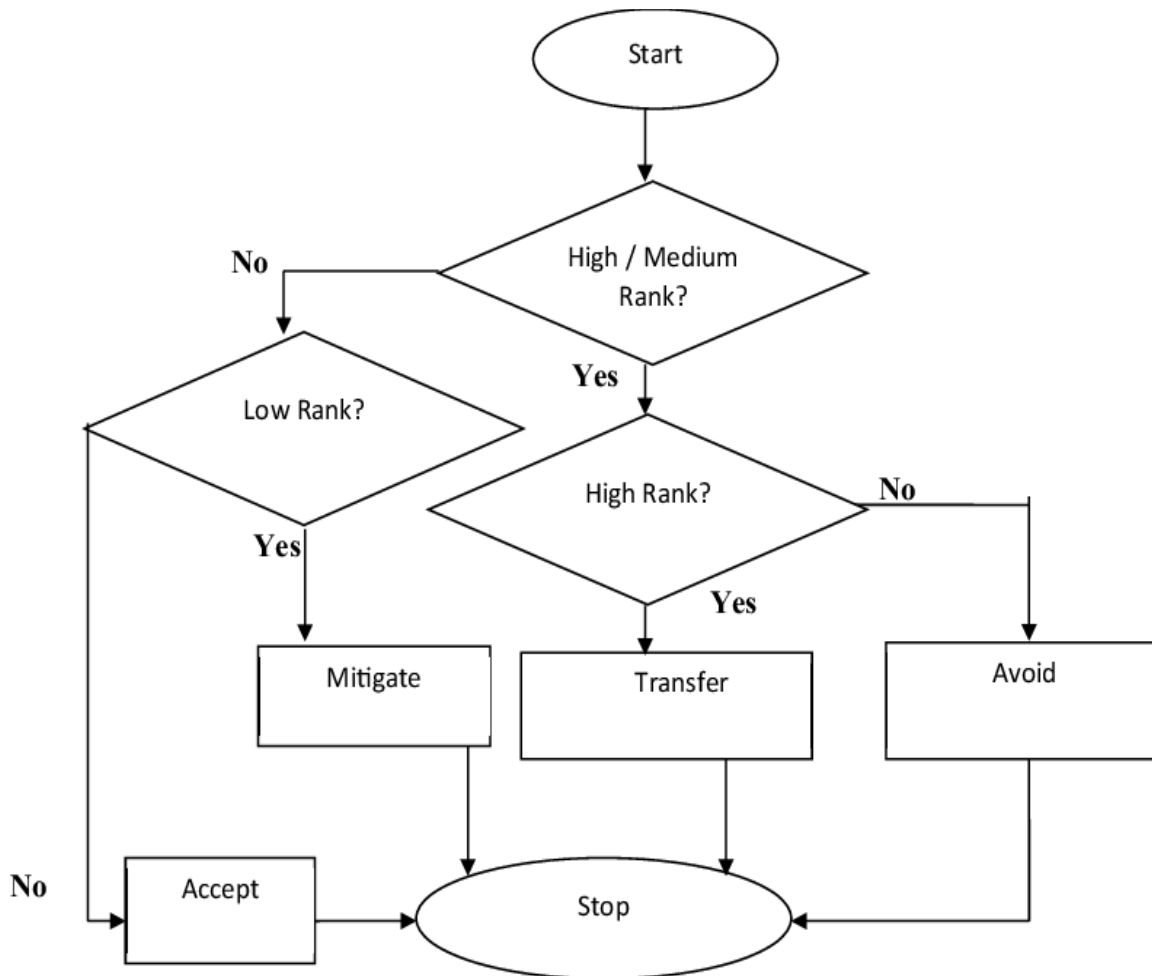 Start
High / Medium
Rank?
No
Yes
Low Rank?
High Rank?
No
Yes
Yes
Mitigate
Transfer
Avoid
No
Accept
Stop